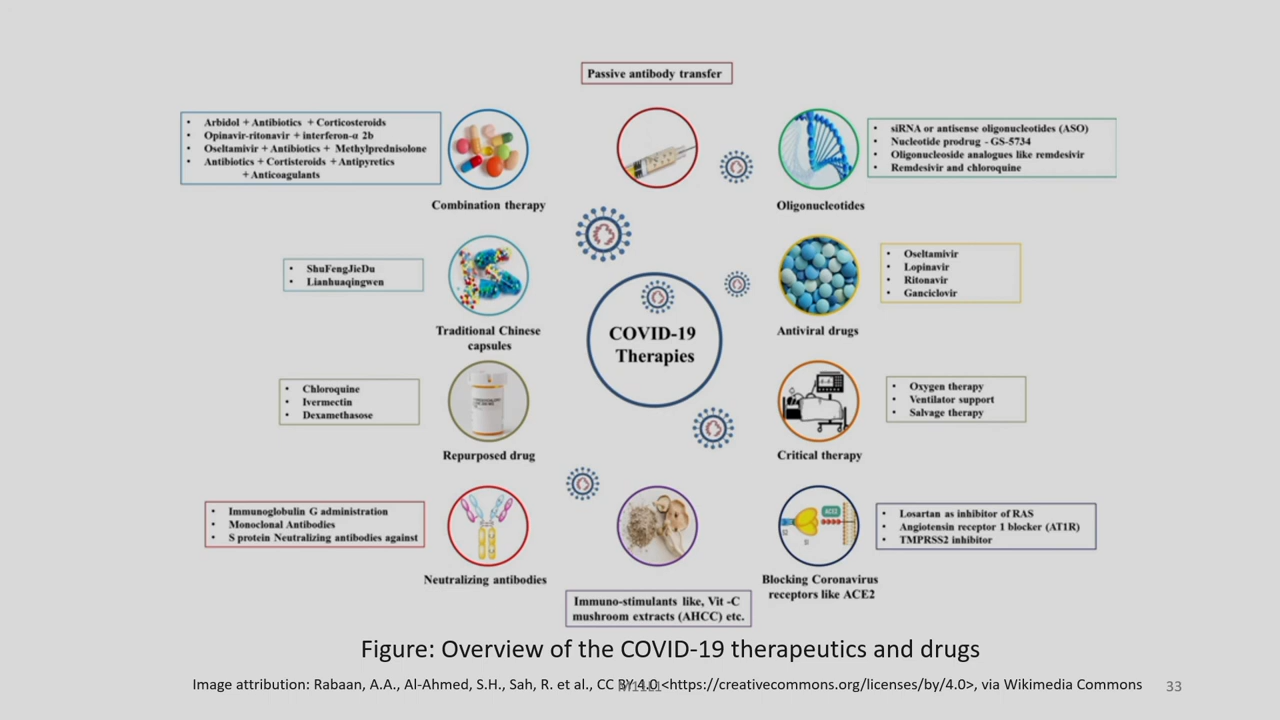 Passive antibody transfer
• Arbidol + Antibiotics + Corticosteroids
• Opinavir-ritonavir + interferon-α 2b
• Oseltamivir + Antibiotics + Methylprednisolone
• Antibiotics + Cortisteroids + Antipyretics
+ Anticoagulants
Combination therapy
• siRNA or antisense oligonucleotides (ASO)
• Nucleotide prodrug - GS-5734
• Oligonucleoside analogues like remdesivir
• Remdesivir and chloroquine
Oligonucleotides
• ShuFengJieDu
• Lianhuaqingwen
Traditional Chinese
capsules
• Oseltamivir
• Lopinavir
• Ritonavir
• Ganciclovir
Antiviral drugs
COVID-19
Therapies
• Chloroquine
• Ivermectin
• Dexamethasose
Repurposed drug
• Oxygen therapy
• Ventilator support
• Salvage therapy
Critical therapy
• Immunoglobulin G administration
• Monoclonal Antibodies
• S protein Neutralizing antibodies against
Neutralizing antibodies
ACE2
• Losartan as inhibitor of RAS
• Angiotensin receptor 1 blocker (AT1R)
• TMPRSS2 inhibitor
Blocking Coronavirus
receptors like ACE2
Immuno-stimulants like, Vit -C
mushroom extracts (AHCC) etc.
Figure: Overview of the COVID-19 therapeutics and drugs
Image attribution: Rabaan, A.A., Al-Ahmed, S.H., Sah, R. et al., CC BY 4.0 <https://creativecommons.org/licenses/by/4.0>, via Wikimedia Commons
33